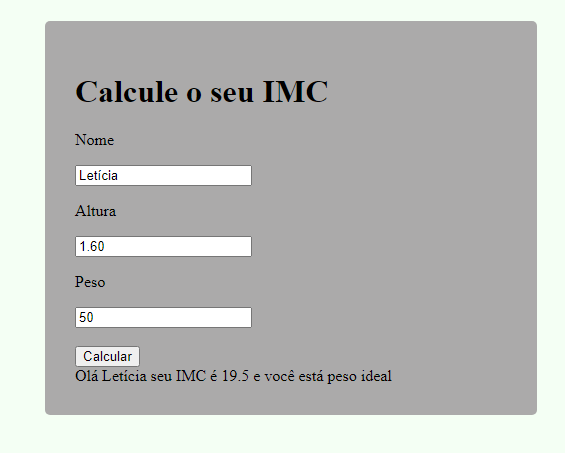 Calcule o seu IMC
Nome
Letícia
Altura
1.60
Peso
50
Calcular
Olá Letícia seu IMC é 19.5 e você está peso ideal